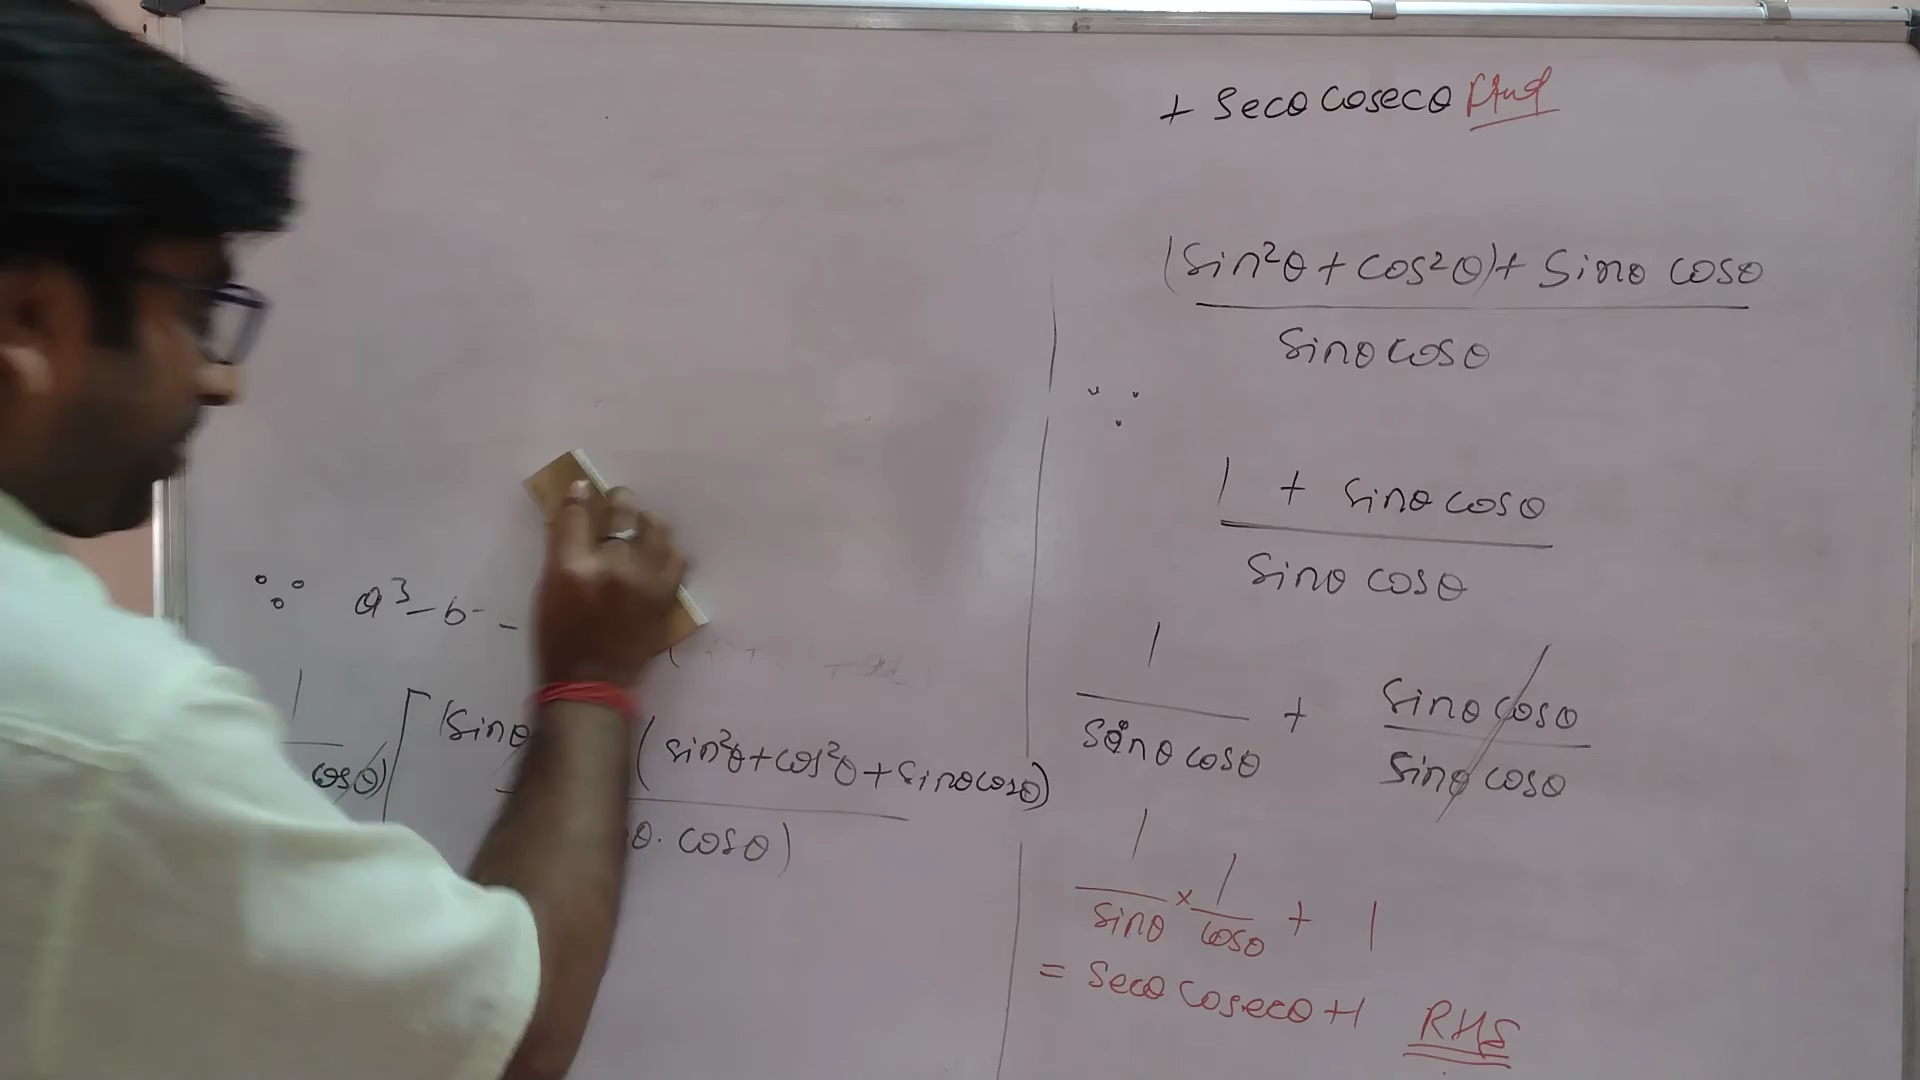 + secθ cosecθ
(sin²θ + cos²θ) + sinθ cosθ
sinθ cosθ
∵
1 + sinθ cosθ
sinθ cosθ
1 + sinθ cosθ
sinθ cosθ sinθ cosθ
1 × 1 + 1
sinθ cosθ
= secθ cosecθ + 1 RHS
∵ a³ - b -
1 [(sinθ (sin²θ + cos²θ + sinθ cosθ)
cosθ)
θ. cosθ)